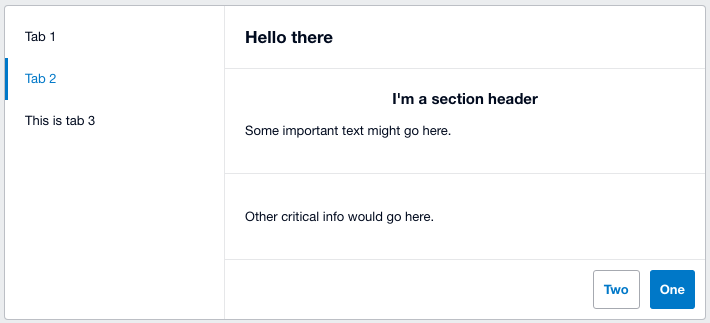 Tab 1
Tab 2
This is tab 3
Hello there
I'm a section header
Some important text might go here.
Other critical info would go here.
Two
One